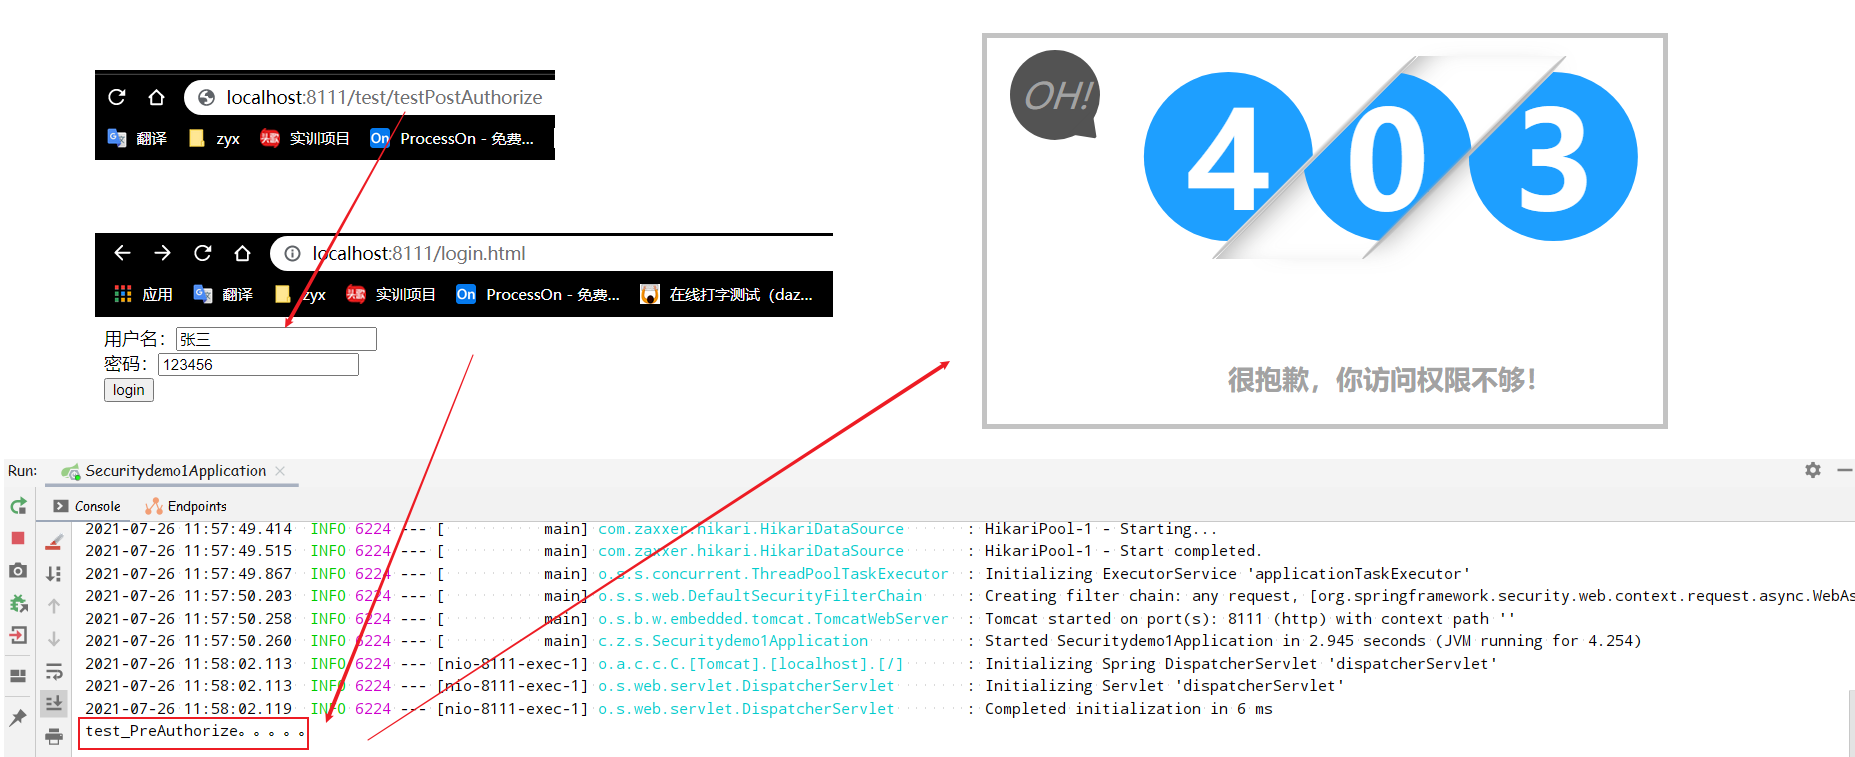 localhost:8111/test/testPostAuthorize
翻译 zyx 实训项目 On ProcessOn - 免费...
localhost:8111/login.html
应用 翻译 zyx 实训项目 On ProcessOn - 免费... 在线打字测试（daz...
用户名： 张三
密码： 123456
login
OH!
403
很抱歉，你访问权限不够！
Run: Securitydemo1Application
Console Endpoints
2021-07-26 11:57:49.414 INFO 6224 --- [ main] com.zaxxer.hikari.HikariDataSource : HikariPool-1 - Starting...
2021-07-26 11:57:49.515 INFO 6224 --- [ main] com.zaxxer.hikari.HikariDataSource : HikariPool-1 - Start completed.
2021-07-26 11:57:49.867 INFO 6224 --- [ main] o.s.s.concurrent.ThreadPoolTaskExecutor : Initializing ExecutorService 'applicationTaskExecutor'
2021-07-26 11:57:50.203 INFO 6224 --- [ main] o.s.s.web.DefaultSecurityFilterChain : Creating filter chain: any request, [org.springframework.security.web.context.request.async.WebAs
2021-07-26 11:57:50.258 INFO 6224 --- [ main] o.s.b.w.embedded.tomcat.TomcatWebServer : Tomcat started on port(s): 8111 (http) with context path ''
2021-07-26 11:57:50.260 INFO 6224 --- [ main] c.z.s.Securitydemo1Application : Started Securitydemo1Application in 2.945 seconds (JVM running for 4.254)
2021-07-26 11:58:02.113 INFO 6224 --- [nio-8111-exec-1] o.a.c.c.C.[Tomcat].[localhost].[/] : Initializing Spring DispatcherServlet 'dispatcherServlet'
2021-07-26 11:58:02.113 INFO 6224 --- [nio-8111-exec-1] o.s.web.servlet.DispatcherServlet : Initializing Servlet 'dispatcherServlet'
2021-07-26 11:58:02.119 INFO 6224 --- [nio-8111-exec-1] o.s.web.servlet.DispatcherServlet : Completed initialization in 6 ms
test_PreAuthorize。。。。。